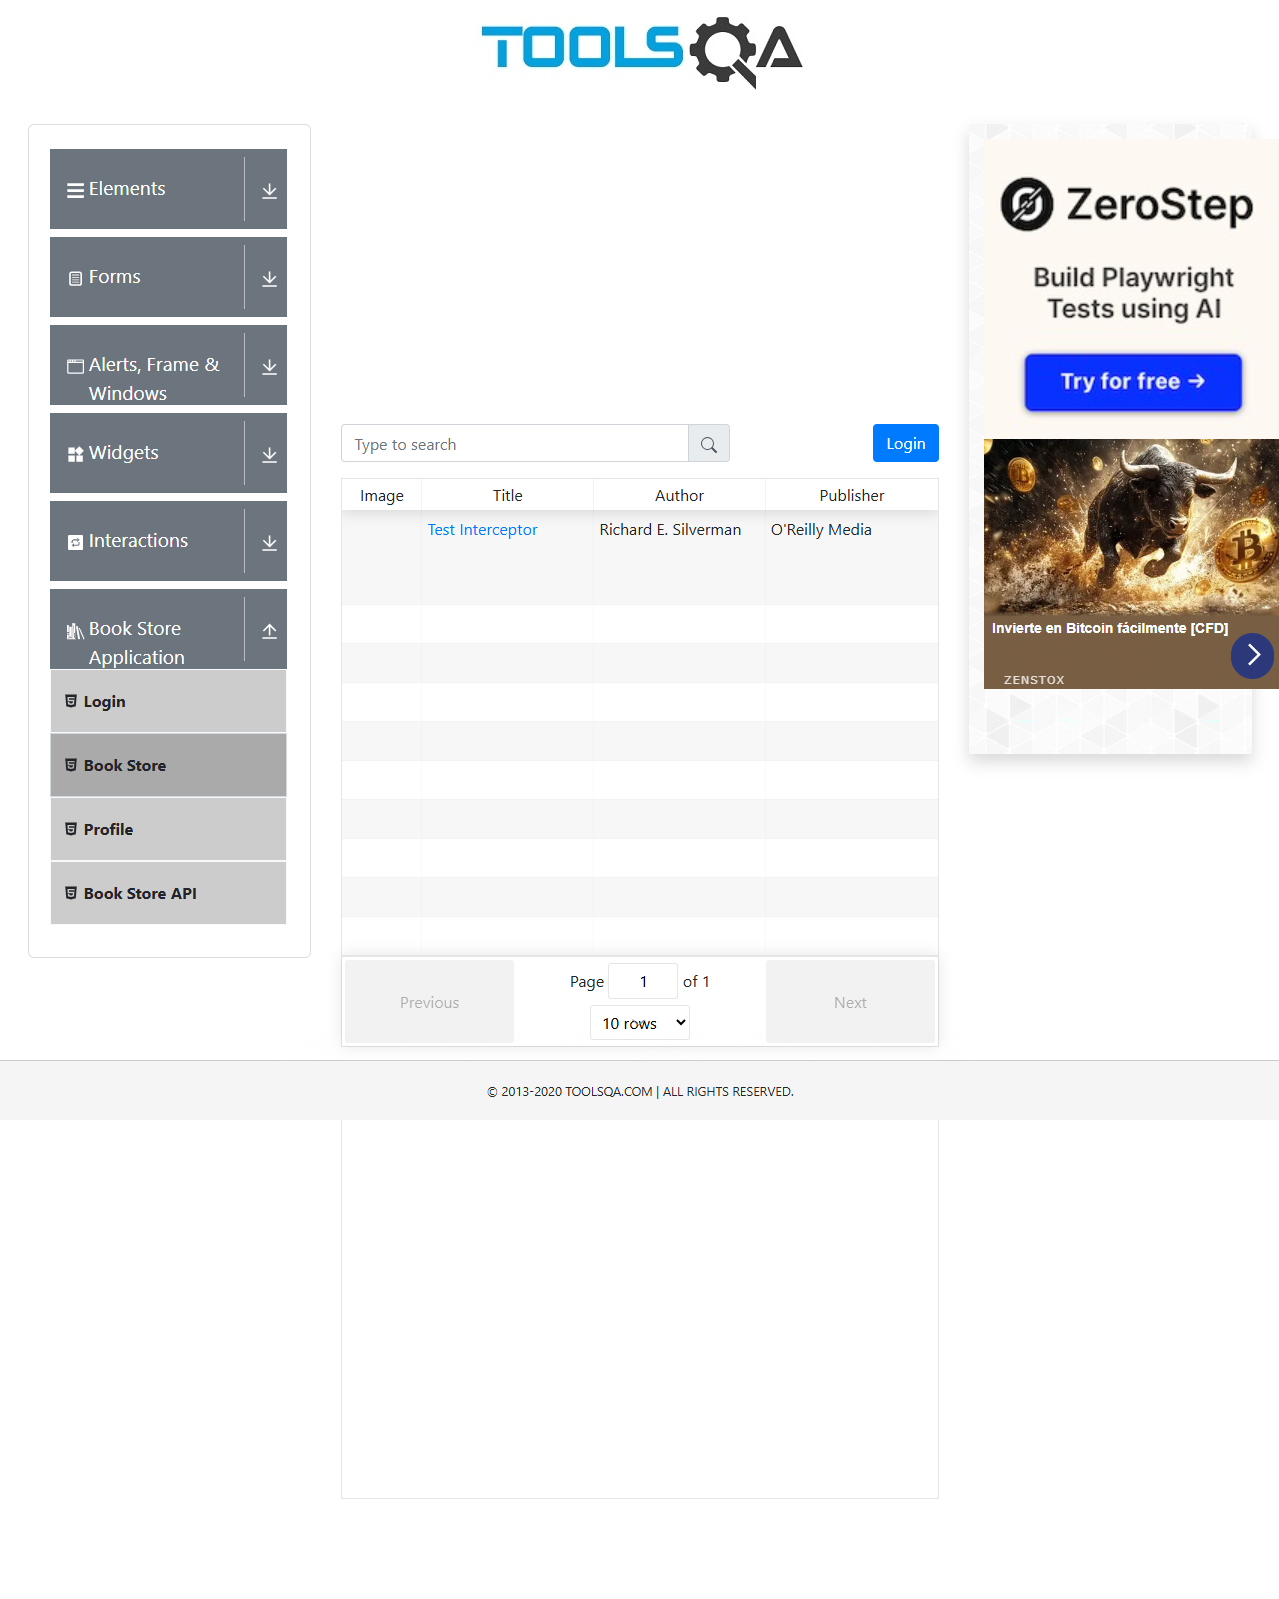 TOOLSQA
Elements
Forms
Alerts, Frame &
Windows
Widgets
Interactions
Book Store
Application
Login
Book Store
Profile
Book Store API
Type to search
Login
Image Title Author Publisher
Test Interceptor Richard E. Silverman O'Reilly Media
Previous
Page 1 of 1
10 rows
Next
ZeroStep
Build Playwright
Tests using AI
Try for free →
Invierte en Bitcoin fácilmente [CFD]
ZENSTOX
© 2013-2020 TOOLSQA.COM | ALL RIGHTS RESERVED.